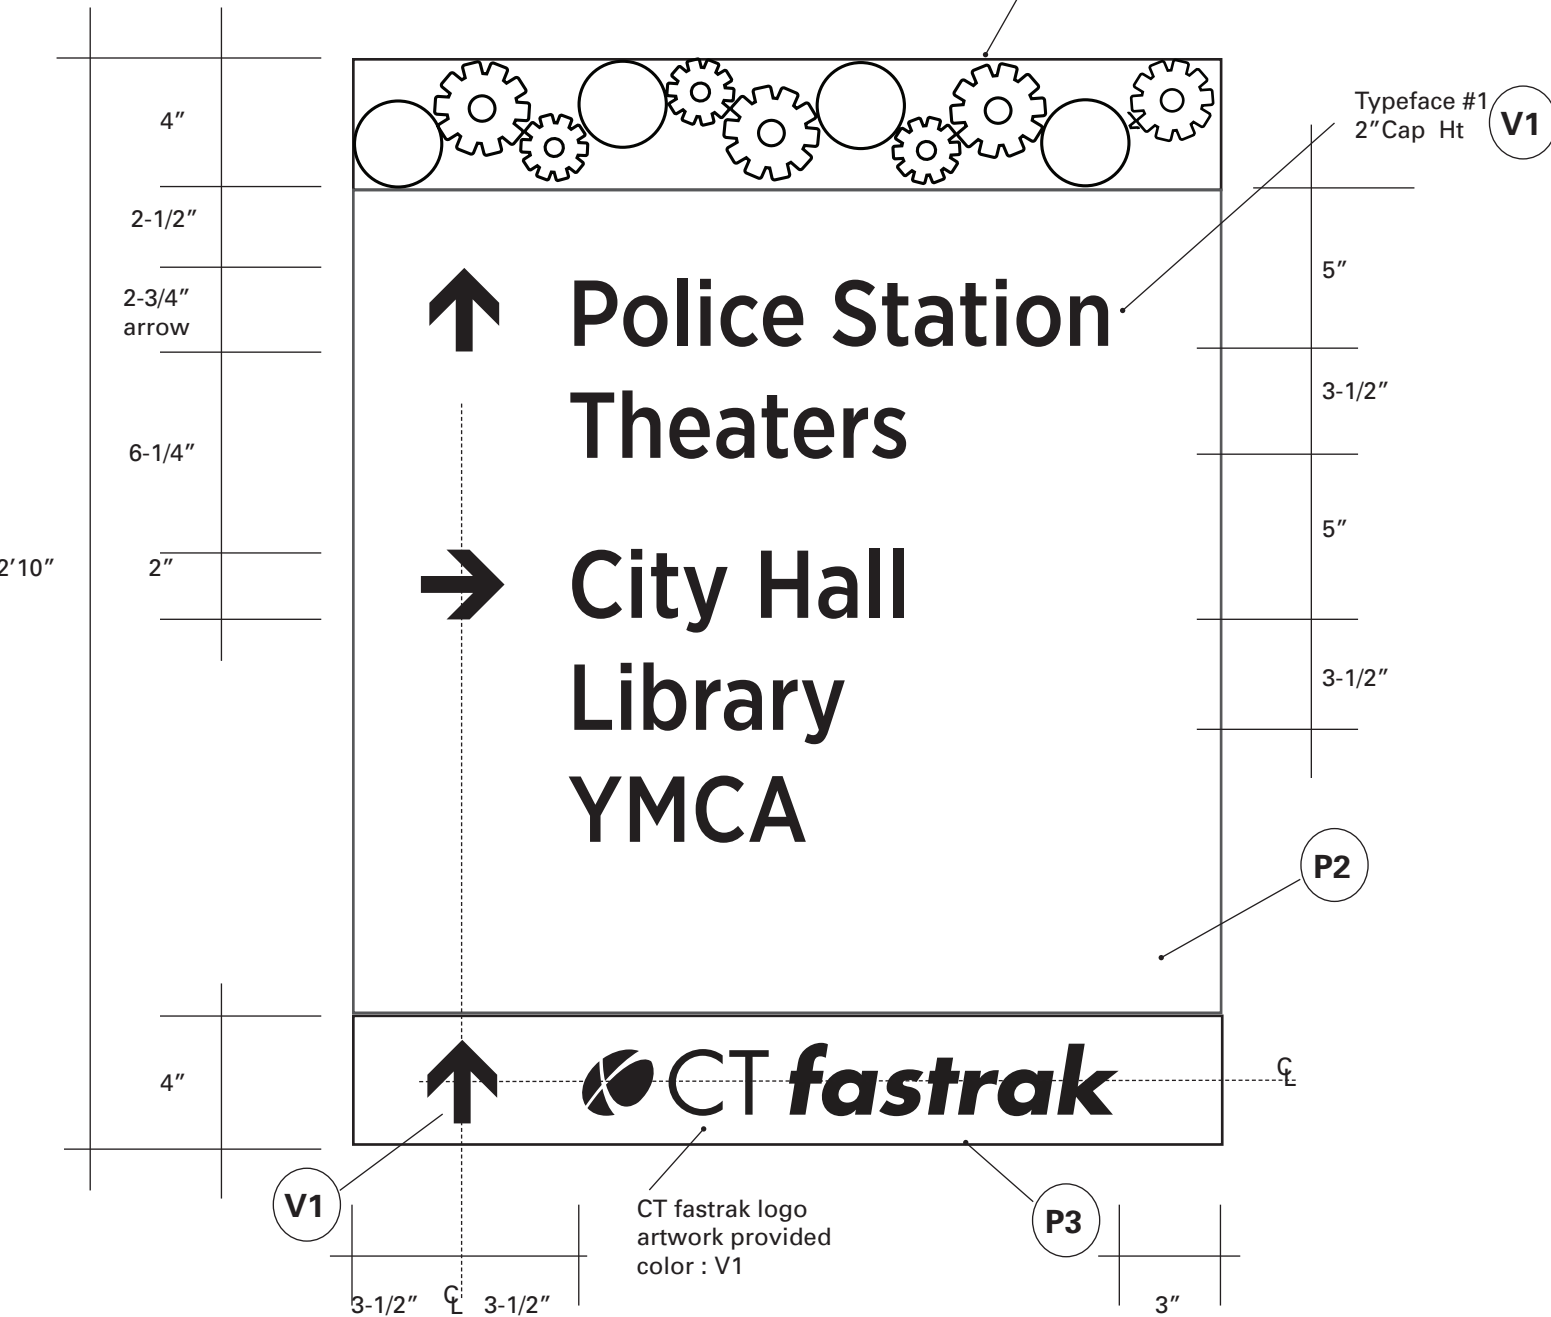 Typeface #1
2”Cap Ht
V1
4”
2-1/2”
2-3/4”
arrow
6-1/4”
2”
2’10”
4”
5”
3-1/2”
5”
3-1/2”
Police Station
Theaters
City Hall
Library
YMCA
P2
CT fastrak
CL
V1
CT fastrak logo
artwork provided
color : V1
P3
3-1/2” CL 3-1/2”
3”